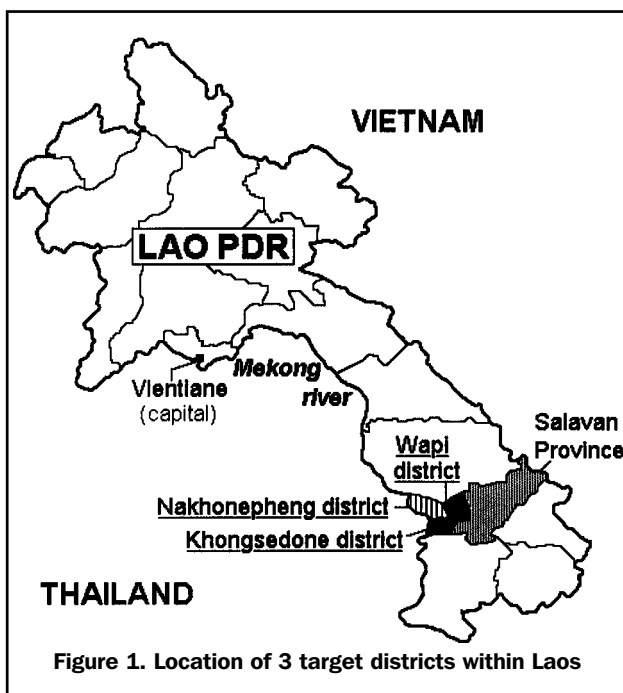 VIETNAM
LAO PDR
Mekong
river
Vientiane
(capital)
Salavan
Province
Wapi
district
Nakhonepheng district
Khongsedone district
THAILAND
Figure 1. Location of 3 target districts within Laos